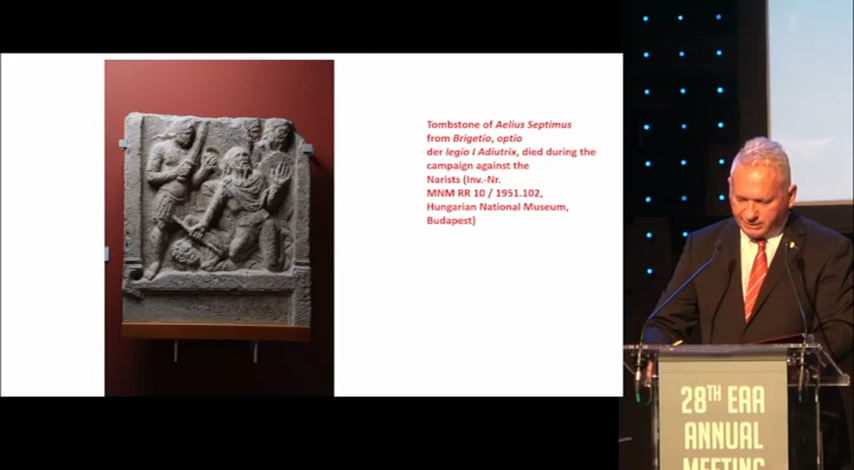 Tombstone of Aelius Septimus
from Brigetio, optio
der legio I Adiutrix, died during the
campaign against the
Narists (Inv.-Nr.
MNM RR 10 / 1951.102,
Hungarian National Museum,
Budapest)
28TH EAA
ANNUAL
MEETING